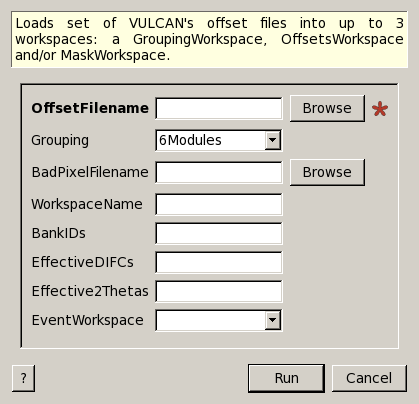 Loads set of VULCAN's offset files into up to 3
workspaces: a GroupingWorkspace, OffsetsWorkspace
and/or MaskWorkspace.
OffsetFilename Browse *
Grouping 6Modules
BadPixelFilename Browse
WorkspaceName
BankIDs
EffectiveDIFCs
Effective2Thetas
EventWorkspace
? Run Cancel